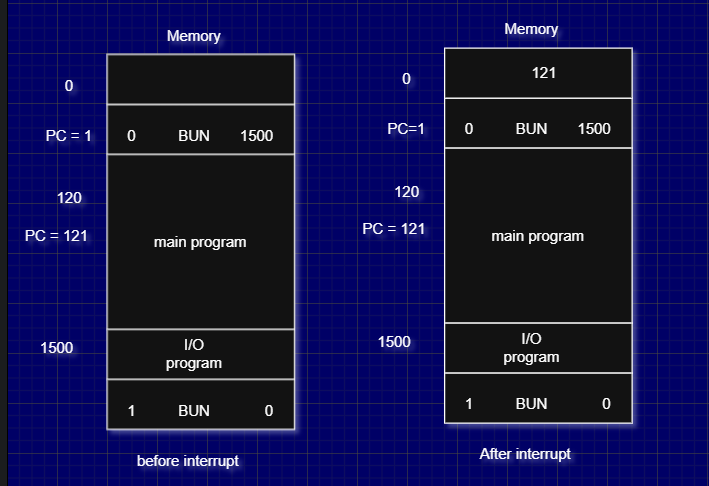 Memory
0
PC = 1 0 BUN 1500
120
PC = 121
main program
1500
I/O
program
1 BUN 0
before interrupt
Memory
0 121
PC=1 0 BUN 1500
120
PC = 121
main program
1500
I/O
program
1 BUN 0
After interrupt